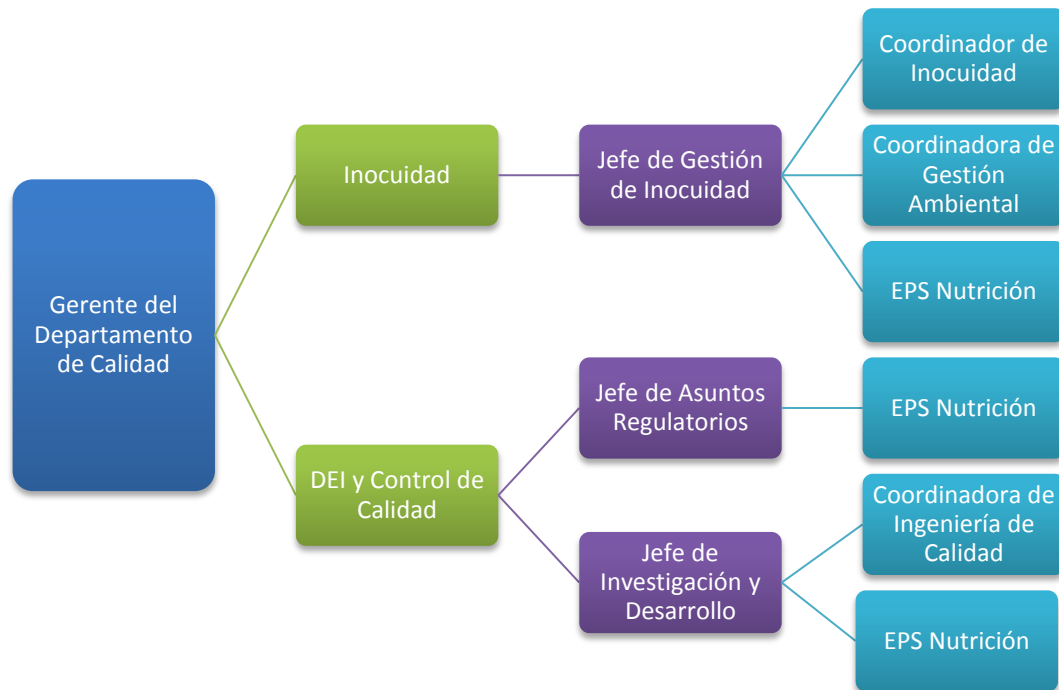 Gerente del
Departamento
de Calidad
Inocuidad
Jefe de Gestión
de Inocuidad
Coordinador de
Inocuidad
Coordinadora de
Gestión
Ambiental
EPS Nutrición
DEI y Control de
Calidad
Jefe de Asuntos
Regulatorios
EPS Nutrición
Jefe de
Investigación y
Desarrollo
Coordinadora de
Ingeniería de
Calidad
EPS Nutrición